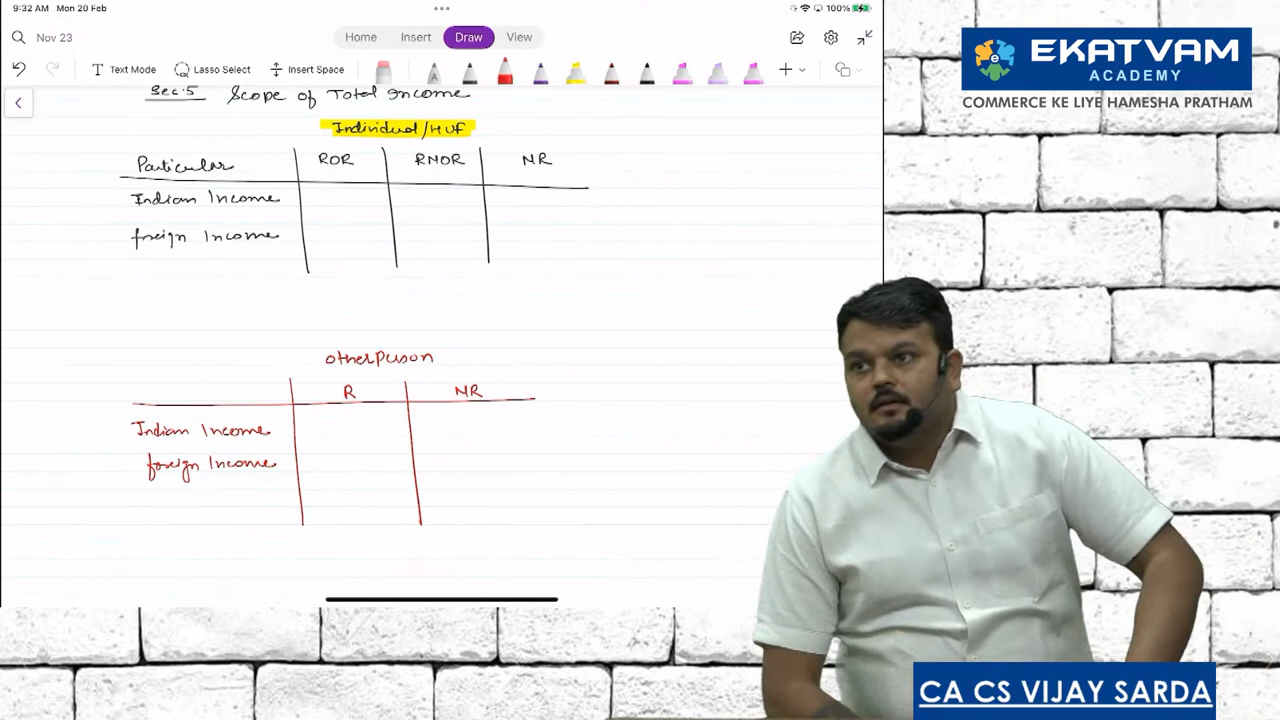 9:32 AM Mon 20 Feb
100%
Nov 23
Home Insert Draw View
Text Mode Lasso Select Insert Space
Sec:5 Scope of Total Income
Individual/HUF
Particular ROR RNOR NR
Indian Income
foreign Income
other Person
R NR
Indian Income
foreign Income
EKATVAM
ACADEMY
COMMERCE KE LIYE HAMESHA PRATHAM
CA CS VIJAY SARDA